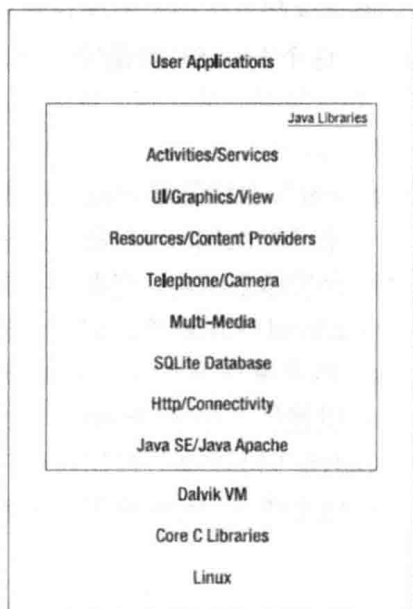 User Applications
Java Libraries
Activities/Services
UI/Graphics/View
Resources/Content Providers
Telephone/Camera
Multi-Media
SQLite Database
Http/Connectivity
Java SE/Java Apache
Dalvik VM
Core C Libraries
Linux